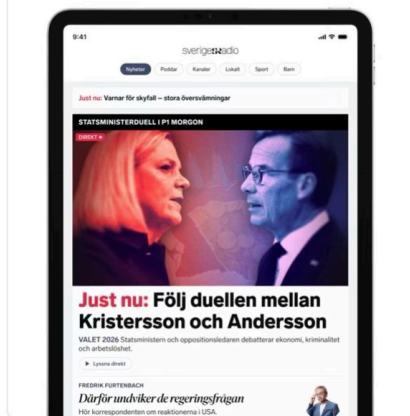 9:41
sverigesradio
Nyheter Poddar Kanaler Lokalt Sport Barn
Just nu: Varnar för skyfall – stora översvämningar
STATSMINISTERDUELL I P1 MORGON
DIREKT
Just nu: Följ duellen mellan
Kristersson och Andersson
VALET 2026 Statsministern och oppositionsledaren debatterar ekonomi, kriminalitet
och arbetslöshet.
Lyssna direkt
FREDRIK FURTENBACH
Därför undviker de regeringsfrågan
Hör korrespondenten om reaktionerna i USA.